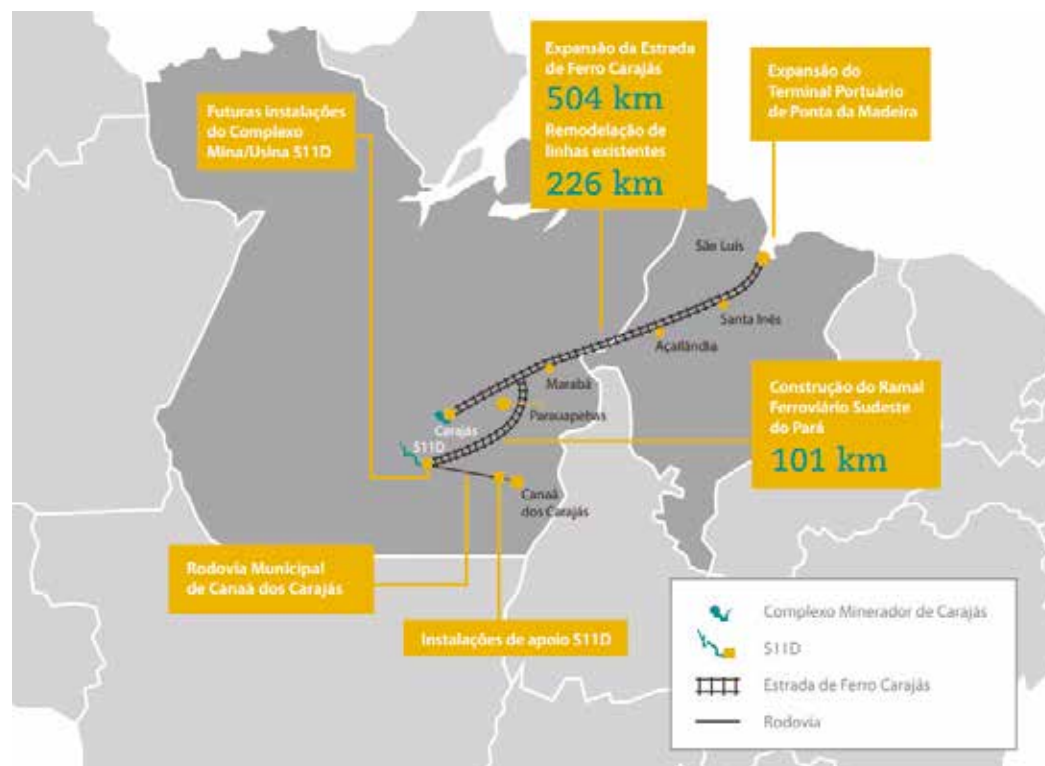 Expansão da Estrada
de Ferro Carajás
504 km
Remodelação de
linhas existentes
226 km
Expansão do
Terminal Portuário
de Ponta da Madeira
Futuras instalações
do Complexo
Mina/Usina S11D
São Luís
Santa Inês
Açailândia
Marabá
Parauapebas
Carajás
S11D
Canaã
dos Carajás
Construção do Ramal
Ferroviário Sudeste
do Pará
101 km
Rodovia Municipal
de Canaã dos Carajás
Instalações de apoio S11D
Complexo Minerador de Carajás
S11D
Estrada de Ferro Carajás
Rodovia